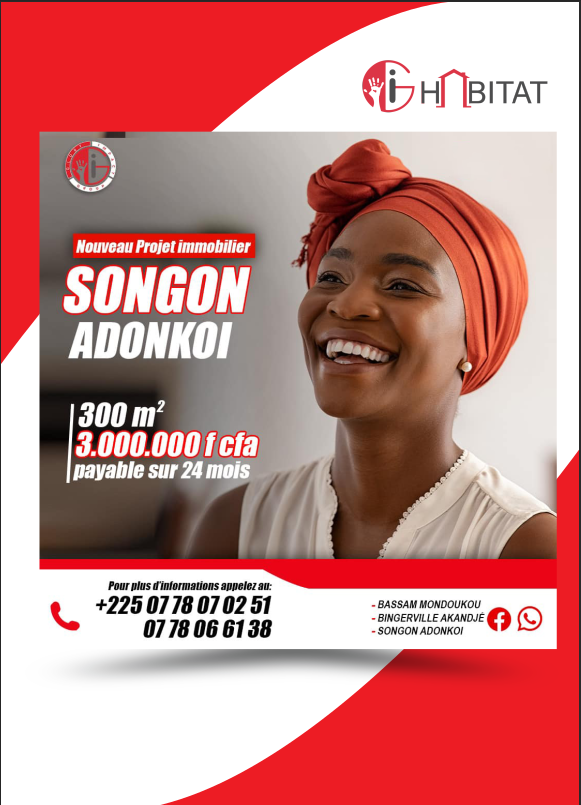 iG HABITAT
Nouveau Projet immobilier
SONGON
ADONKOI
300 m²
3.000.000 f cfa
payable sur 24 mois
Pour plus d'informations appelez au:
+225 07 78 07 02 51
07 78 06 61 38
- BASSAM MONDOUKOU
- BINGERVILLE AKANDJÉ
- SONGON ADONKOI